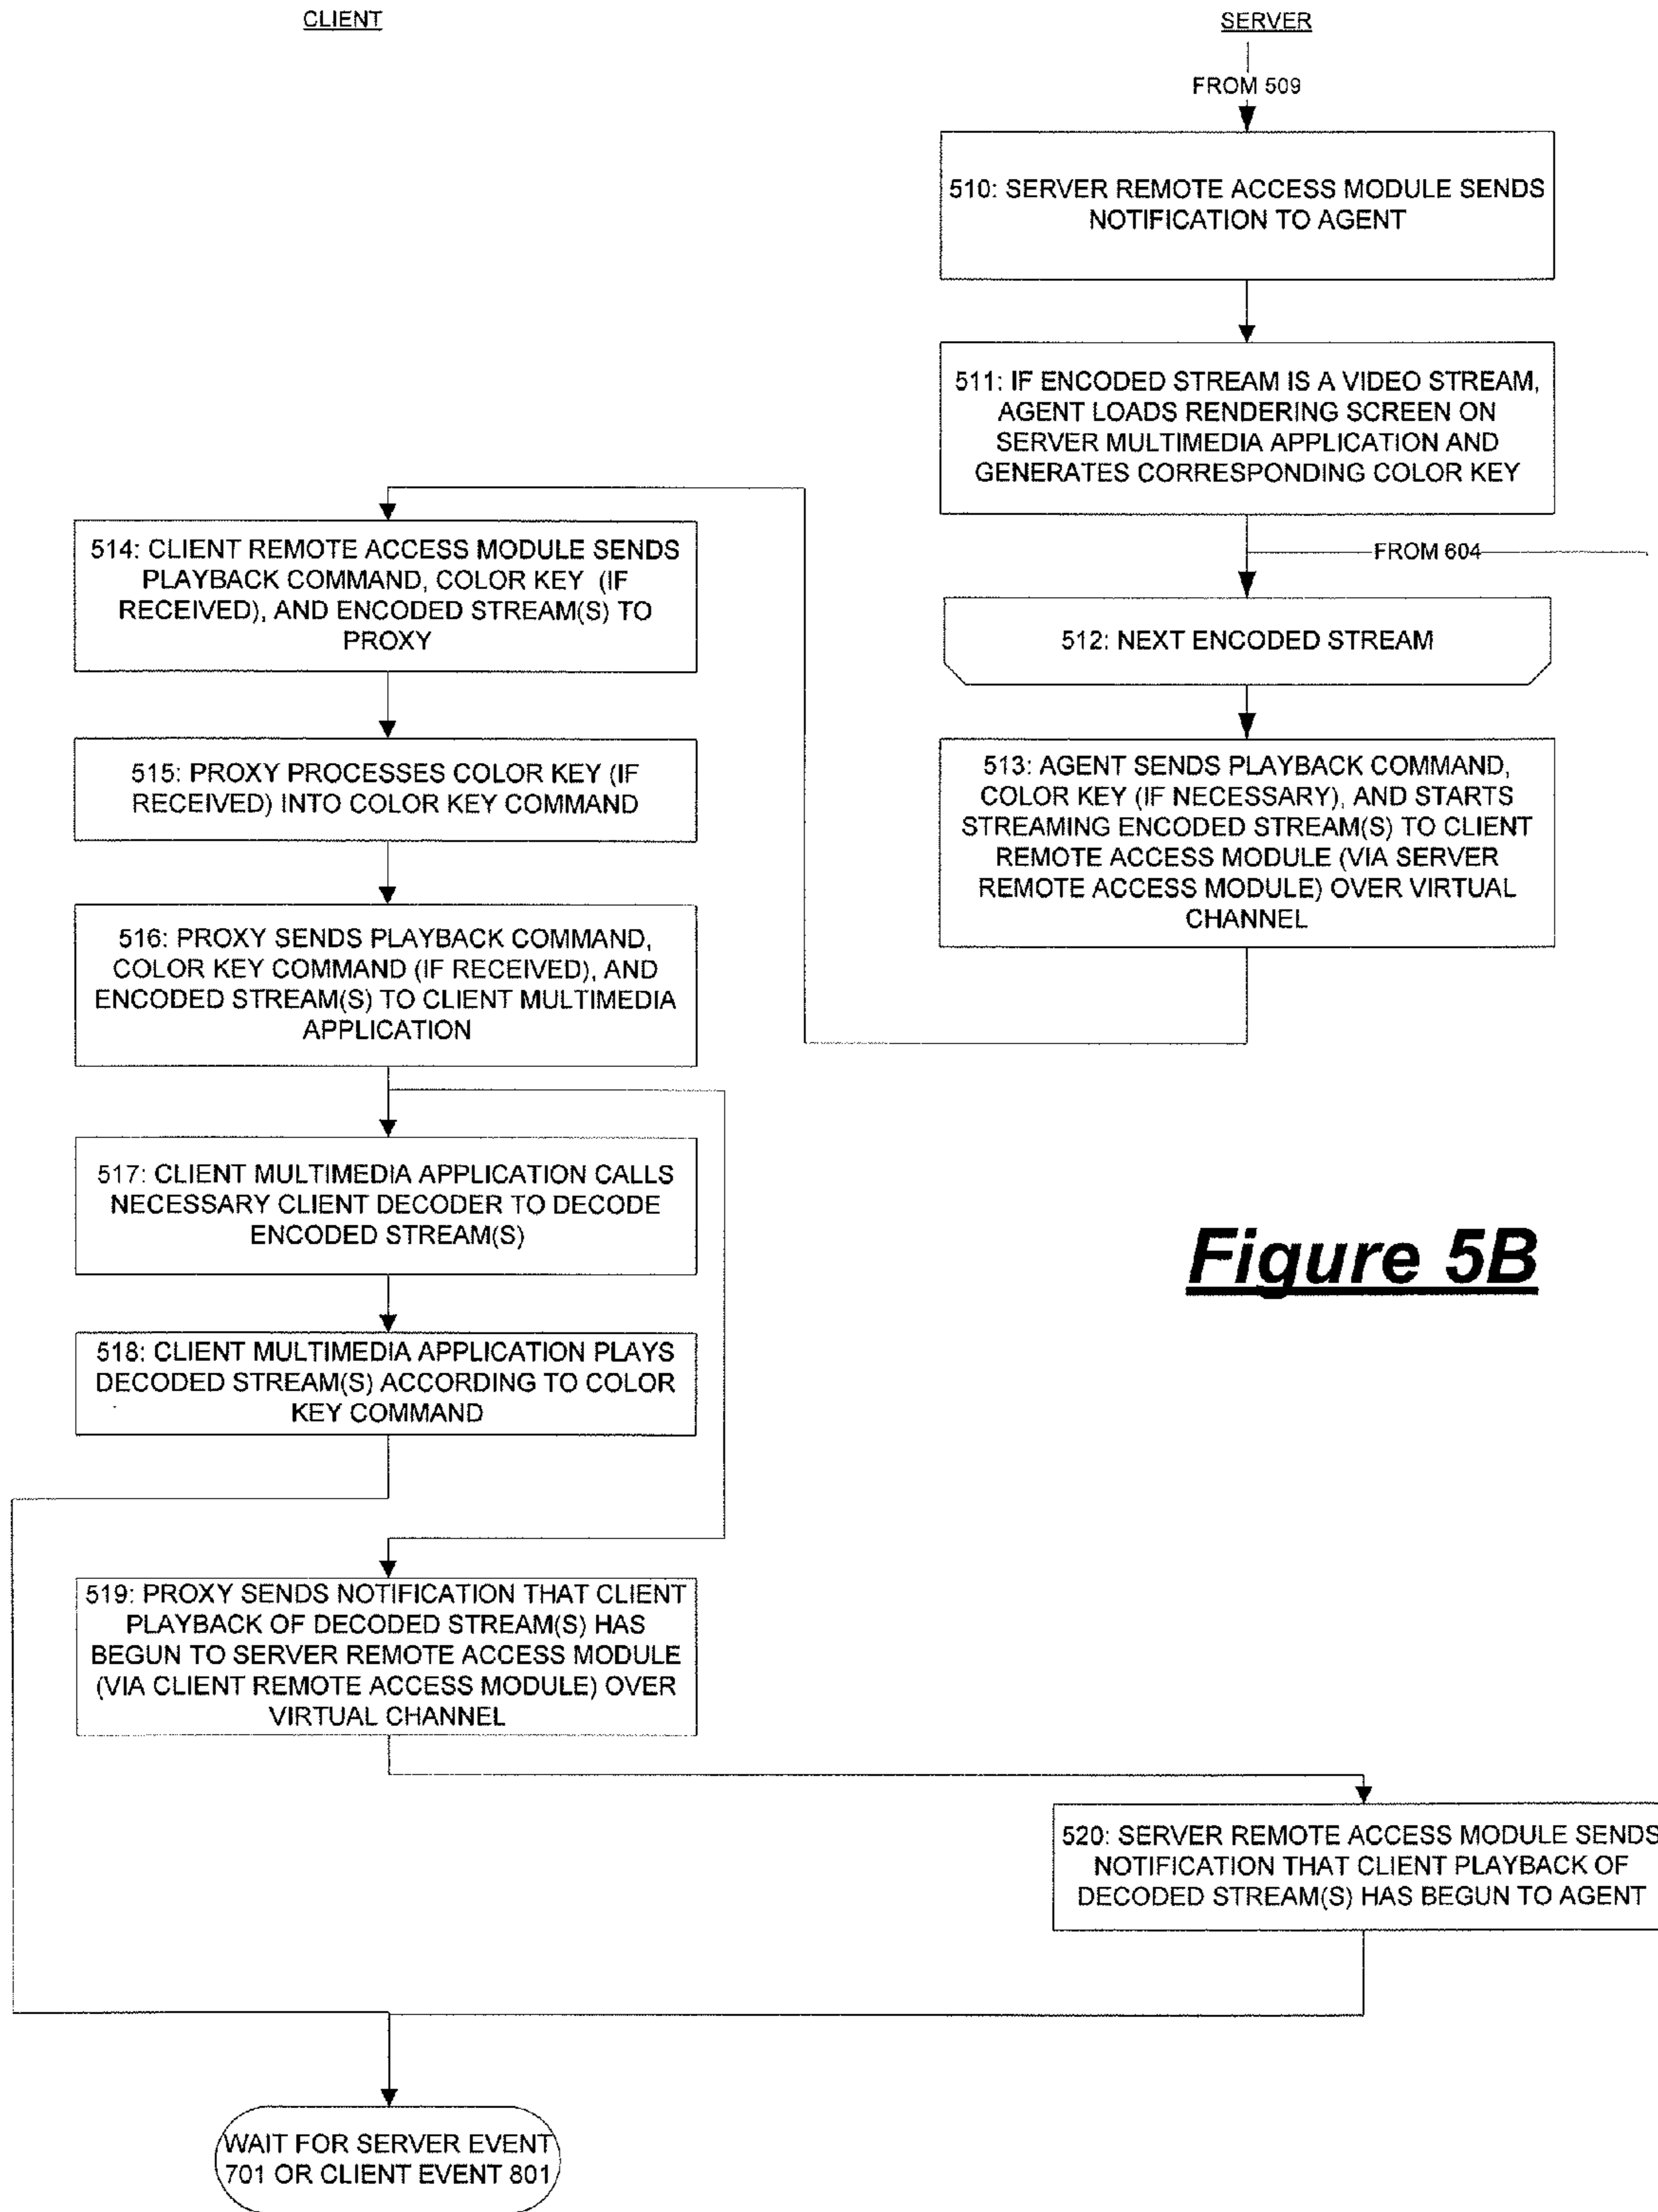 CLIENT
SERVER
FROM 509
510: SERVER REMOTE ACCESS MODULE SENDS
NOTIFICATION TO AGENT
511: IF ENCODED STREAM IS A VIDEO STREAM,
AGENT LOADS RENDERING SCREEN ON
SERVER MULTIMEDIA APPLICATION AND
GENERATES CORRESPONDING COLOR KEY
FROM 604
512: NEXT ENCODED STREAM
513: AGENT SENDS PLAYBACK COMMAND,
COLOR KEY (IF NECESSARY), AND STARTS
STREAMING ENCODED STREAM(S) TO CLIENT
REMOTE ACCESS MODULE (VIA SERVER
REMOTE ACCESS MODULE) OVER VIRTUAL
CHANNEL
514: CLIENT REMOTE ACCESS MODULE SENDS
PLAYBACK COMMAND, COLOR KEY (IF
RECEIVED), AND ENCODED STREAM(S) TO
PROXY
515: PROXY PROCESSES COLOR KEY (IF
RECEIVED) INTO COLOR KEY COMMAND
516: PROXY SENDS PLAYBACK COMMAND,
COLOR KEY COMMAND (IF RECEIVED), AND
ENCODED STREAM(S) TO CLIENT MULTIMEDIA
APPLICATION
517: CLIENT MULTIMEDIA APPLICATION CALLS
NECESSARY CLIENT DECODER TO DECODE
ENCODED STREAM(S)
518: CLIENT MULTIMEDIA APPLICATION PLAYS
DECODED STREAM(S) ACCORDING TO COLOR
KEY COMMAND
519: PROXY SENDS NOTIFICATION THAT CLIENT
PLAYBACK OF DECODED STREAM(S) HAS
BEGUN TO SERVER REMOTE ACCESS MODULE
(VIA CLIENT REMOTE ACCESS MODULE) OVER
VIRTUAL CHANNEL
520: SERVER REMOTE ACCESS MODULE SENDS
NOTIFICATION THAT CLIENT PLAYBACK OF
DECODED STREAM(S) HAS BEGUN TO AGENT
WAIT FOR SERVER EVENT
701 OR CLIENT EVENT 801
Figure 5B